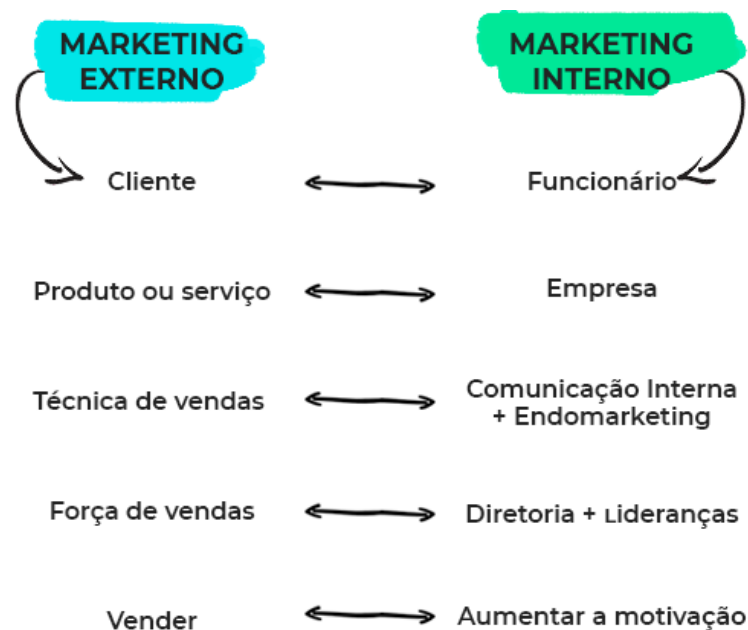 MARKETING
EXTERNO
MARKETING
INTERNO
Cliente
Funcionário
Produto ou serviço
Empresa
Técnica de vendas
Comunicação Interna
+ Endomarketing
Força de vendas
Diretoria + Lideranças
Vender
Aumentar a motivação